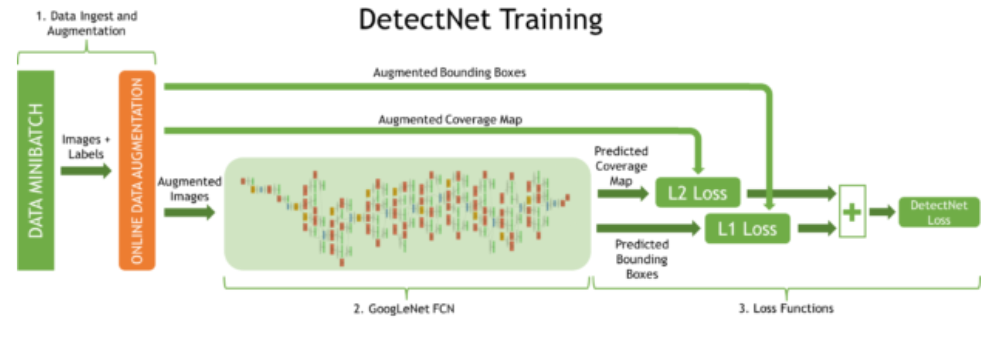 DetectNet Training
1. Data Ingest and
Augmentation
DATA MINIBATCH
Images +
Labels
ONLINE DATA AUGMENTATION
Augmented Bounding Boxes
Augmented Coverage Map
Augmented
Images
Predicted
Coverage
Map
L2 Loss
L1 Loss
Predicted
Bounding
Boxes
+
DetectNet
Loss
2. GoogLeNet FCN
3. Loss Functions